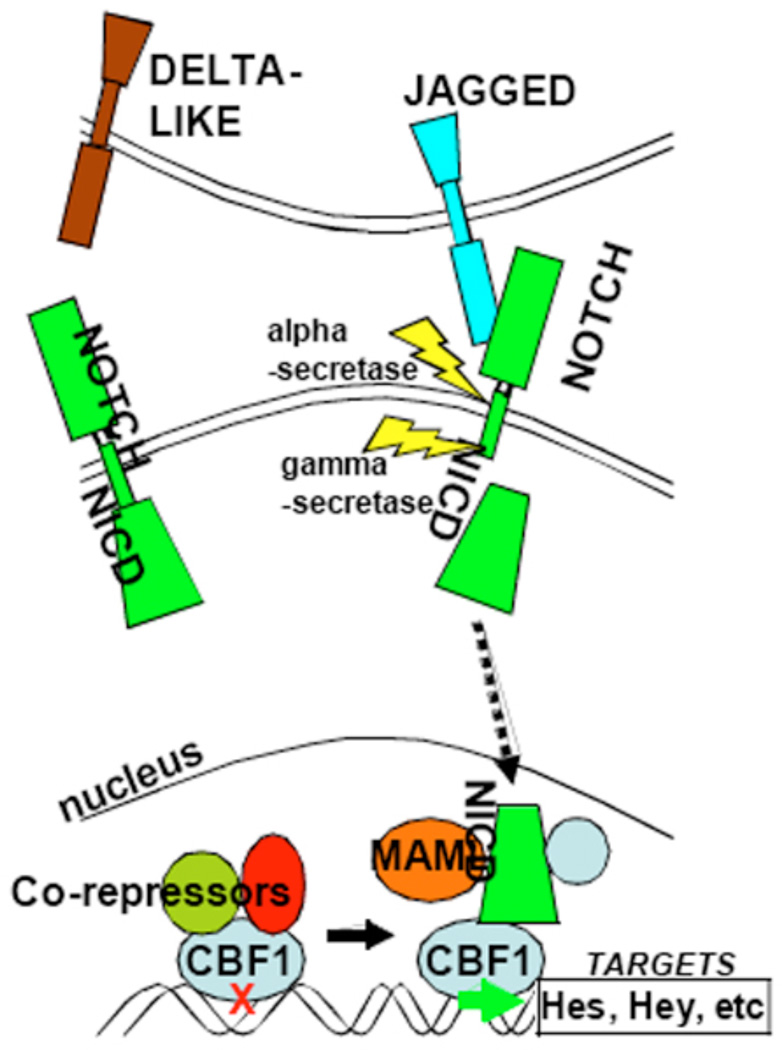 DELTA-
LIKE
JAGGED
NOTCH
NOTCH
alpha
-secretase
gamma
-secretase
NICD
NICD
nucleus
NICD
MAML
Co-repressors
CBF1
CBF1
X
TARGETS
Hes, Hey, etc